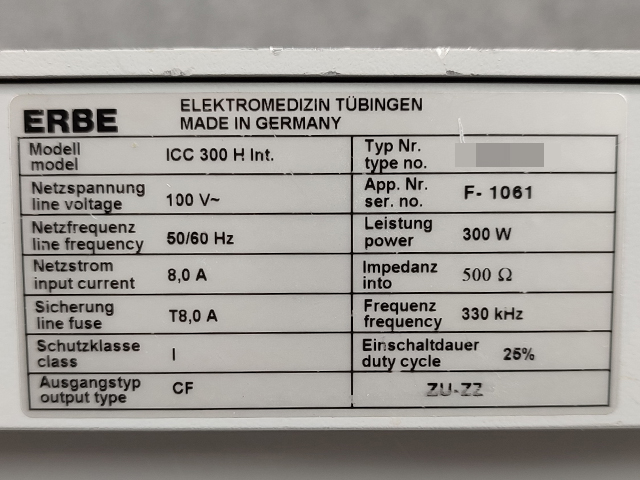 ERBE
ELEKTROMEDIZIN TÜBINGEN
MADE IN GERMANY
Modell
model
ICC 300 H Int.
Typ Nr.
type no.
Netzspannung
line voltage
100 V~
App. Nr.
ser. no.
F- 1061
Netzfrequenz
line frequency
50/60 Hz
Leistung
power
300 W
Netzstrom
input current
8,0 A
Impedanz
into
500 Ω
Sicherung
line fuse
T8,0 A
Frequenz
frequency
330 kHz
Schutzklasse
class
I
Einschaltdauer
duty cycle
25%
Ausgangstyp
output type
CF